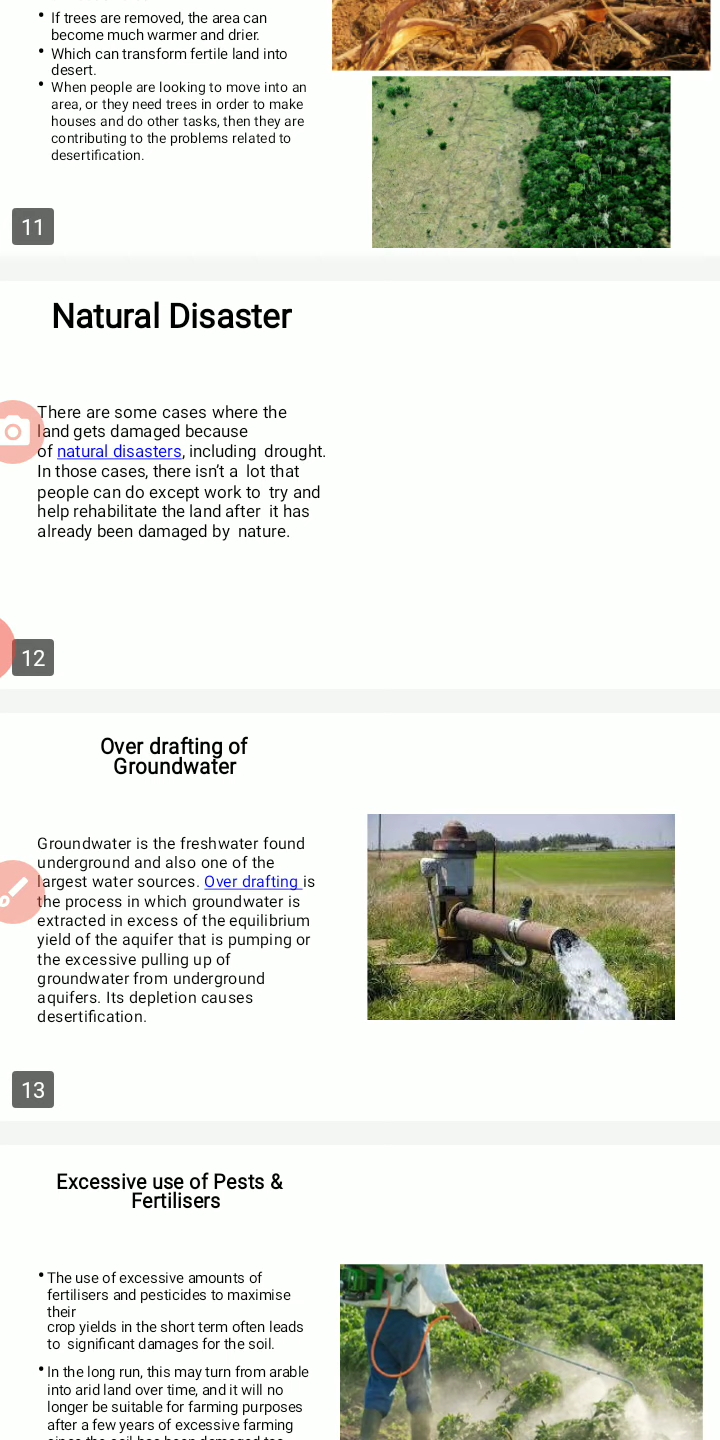 • If trees are removed, the area can
become much warmer and drier.
• Which can transform fertile land into
desert.
• When people are looking to move into an
area, or they need trees in order to make
houses and do other tasks, then they are
contributing to the problems related to
desertification.
11
Natural Disaster
There are some cases where the
land gets damaged because
of natural disasters, including drought.
In those cases, there isn't a lot that
people can do except work to try and
help rehabilitate the land after it has
already been damaged by nature.
12
Over drafting of
Groundwater
Groundwater is the freshwater found
underground and also one of the
largest water sources. Over drafting is
the process in which groundwater is
extracted in excess of the equilibrium
yield of the aquifer that is pumping or
the excessive pulling up of
groundwater from underground
aquifers. Its depletion causes
desertification.
13
Excessive use of Pests &
Fertilisers
• The use of excessive amounts of
fertilisers and pesticides to maximise
their
crop yields in the short term often leads
to significant damages for the soil.
• In the long run, this may turn from arable
into arid land over time, and it will no
longer be suitable for farming purposes
after a few years of excessive farming